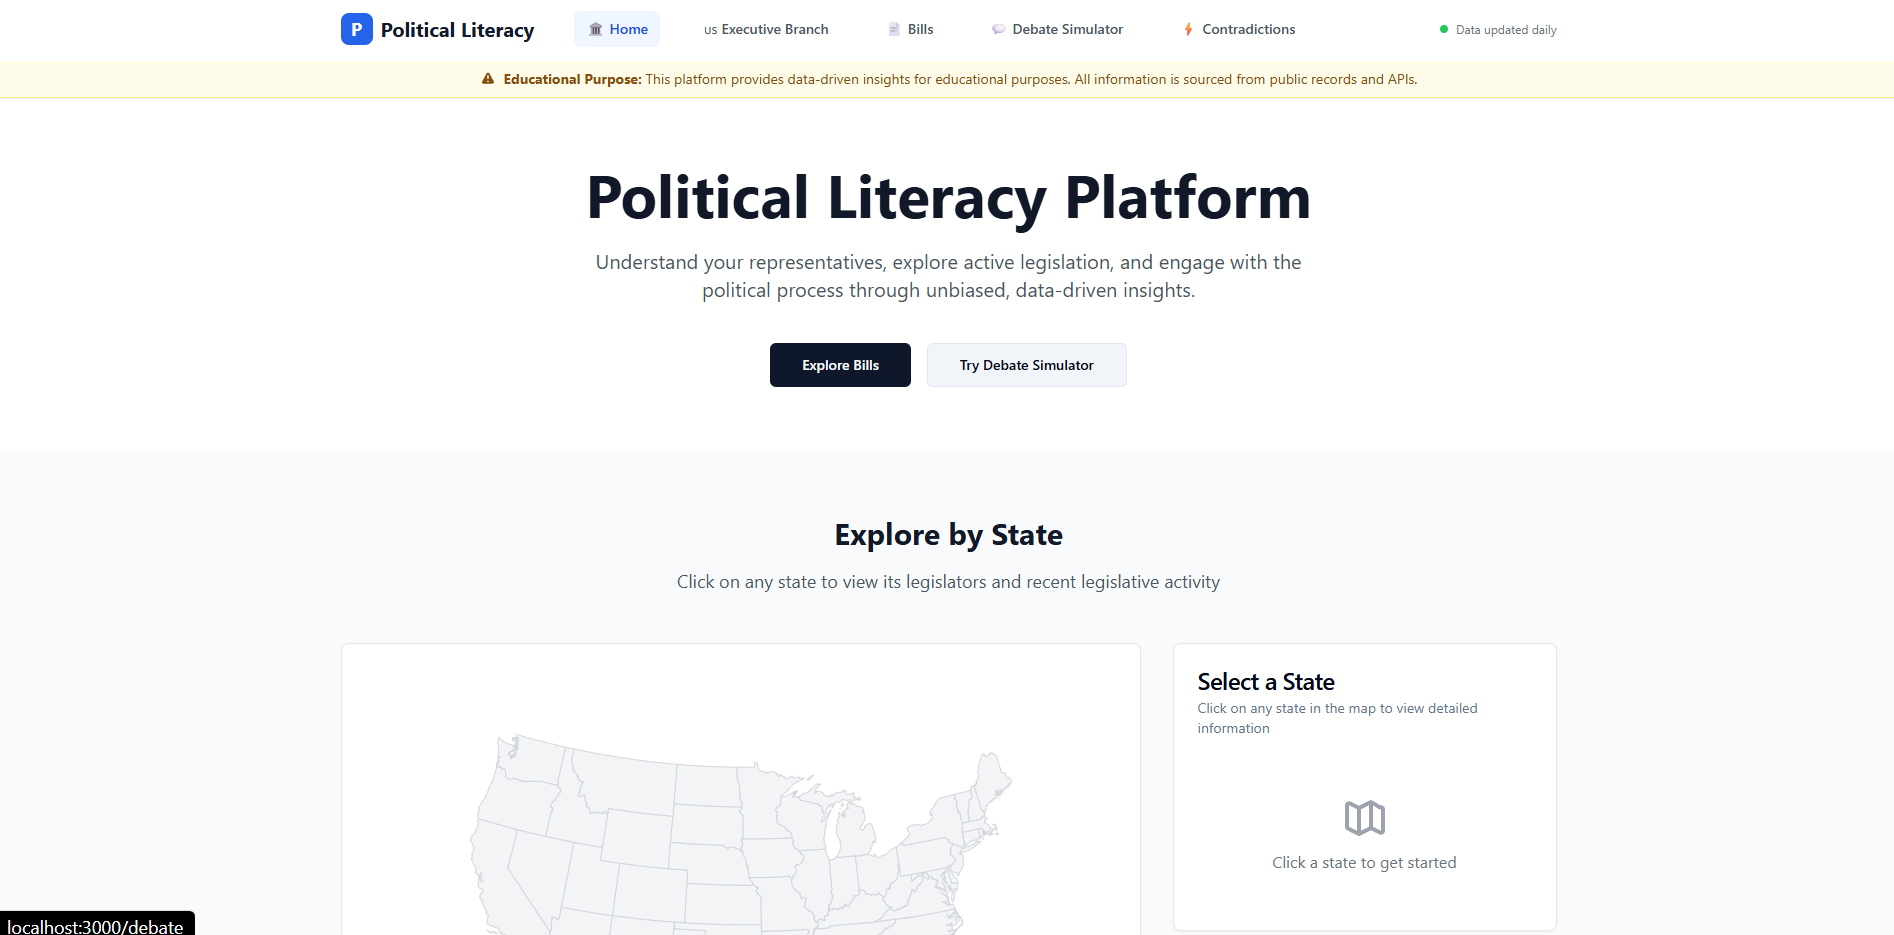 P Political Literacy
Home
us Executive Branch
Bills
Debate Simulator
Contradictions
Data updated daily
Educational Purpose: This platform provides data-driven insights for educational purposes. All information is sourced from public records and APIs.
Political Literacy Platform
Understand your representatives, explore active legislation, and engage with the
political process through unbiased, data-driven insights.
Explore Bills
Try Debate Simulator
Explore by State
Click on any state to view its legislators and recent legislative activity
Select a State
Click on any state in the map to view detailed
information
Click a state to get started
localhost:3000/debate